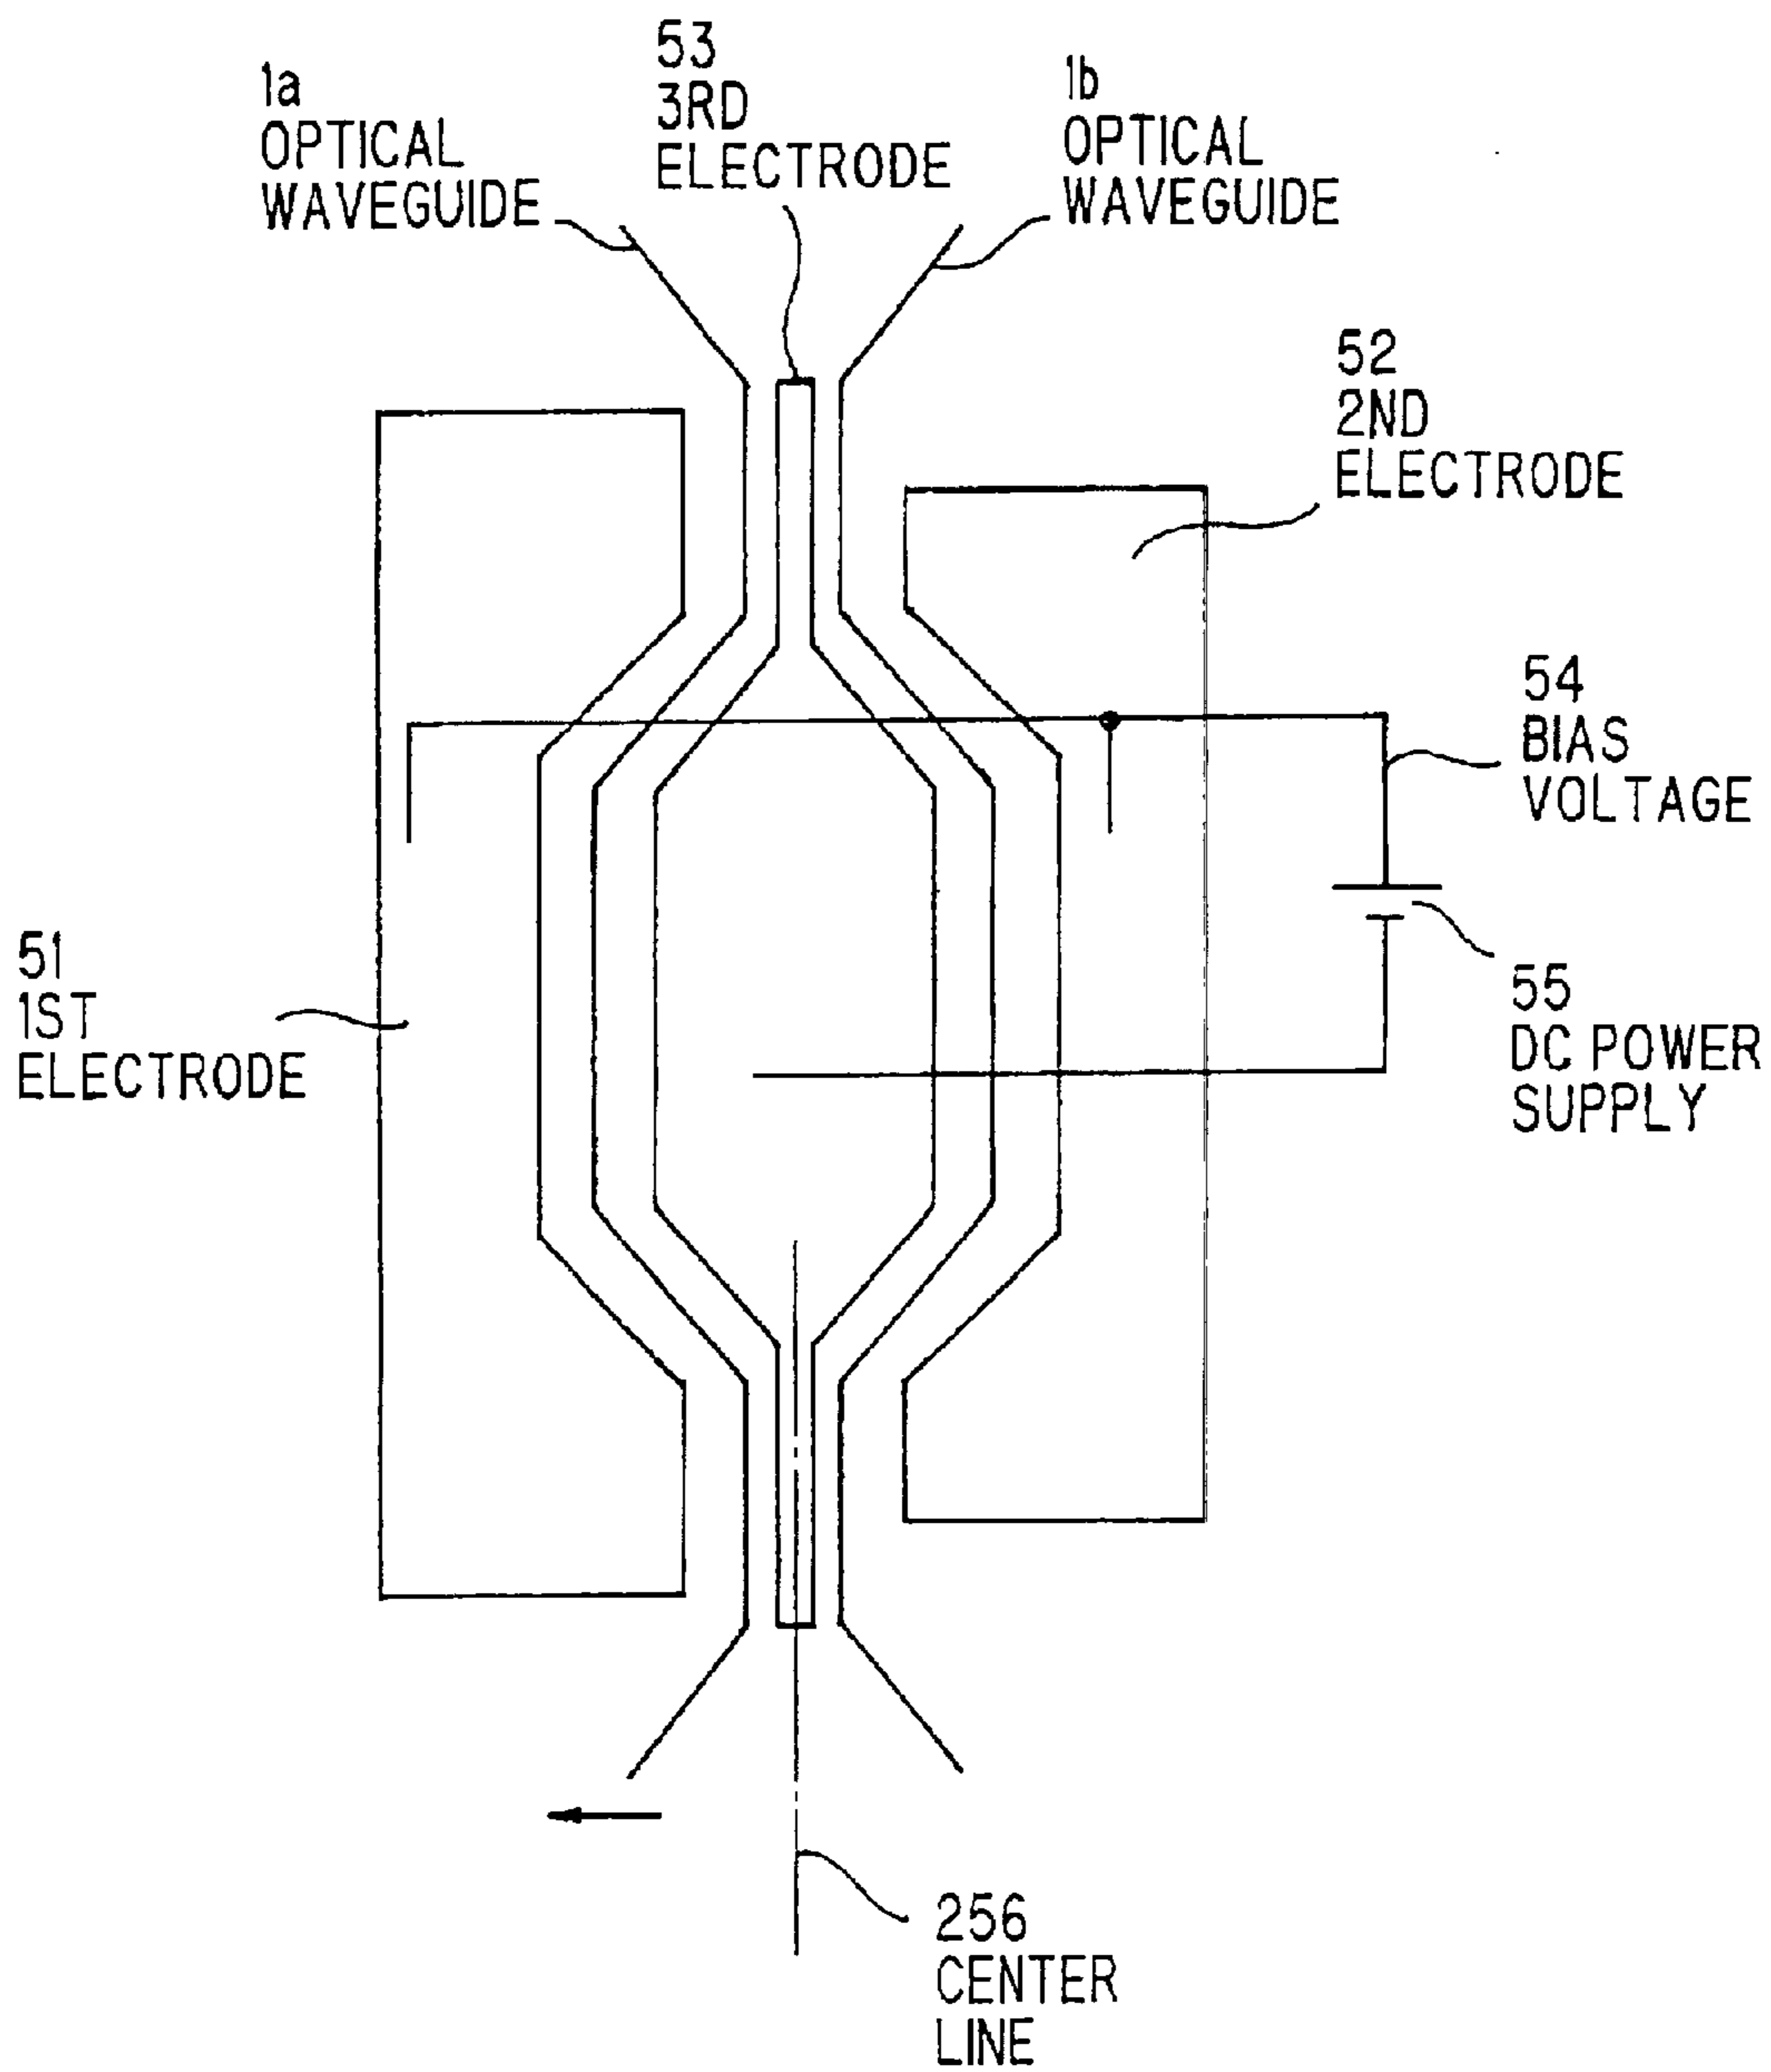 53
3RD
ELECTRODE
1a
OPTICAL
WAVEGUIDE
1b
OPTICAL
WAVEGUIDE
52
2ND
ELECTRODE
54
BIAS
VOLTAGE
51
1ST
ELECTRODE
55
DC POWER
SUPPLY
256
CENTER
LINE